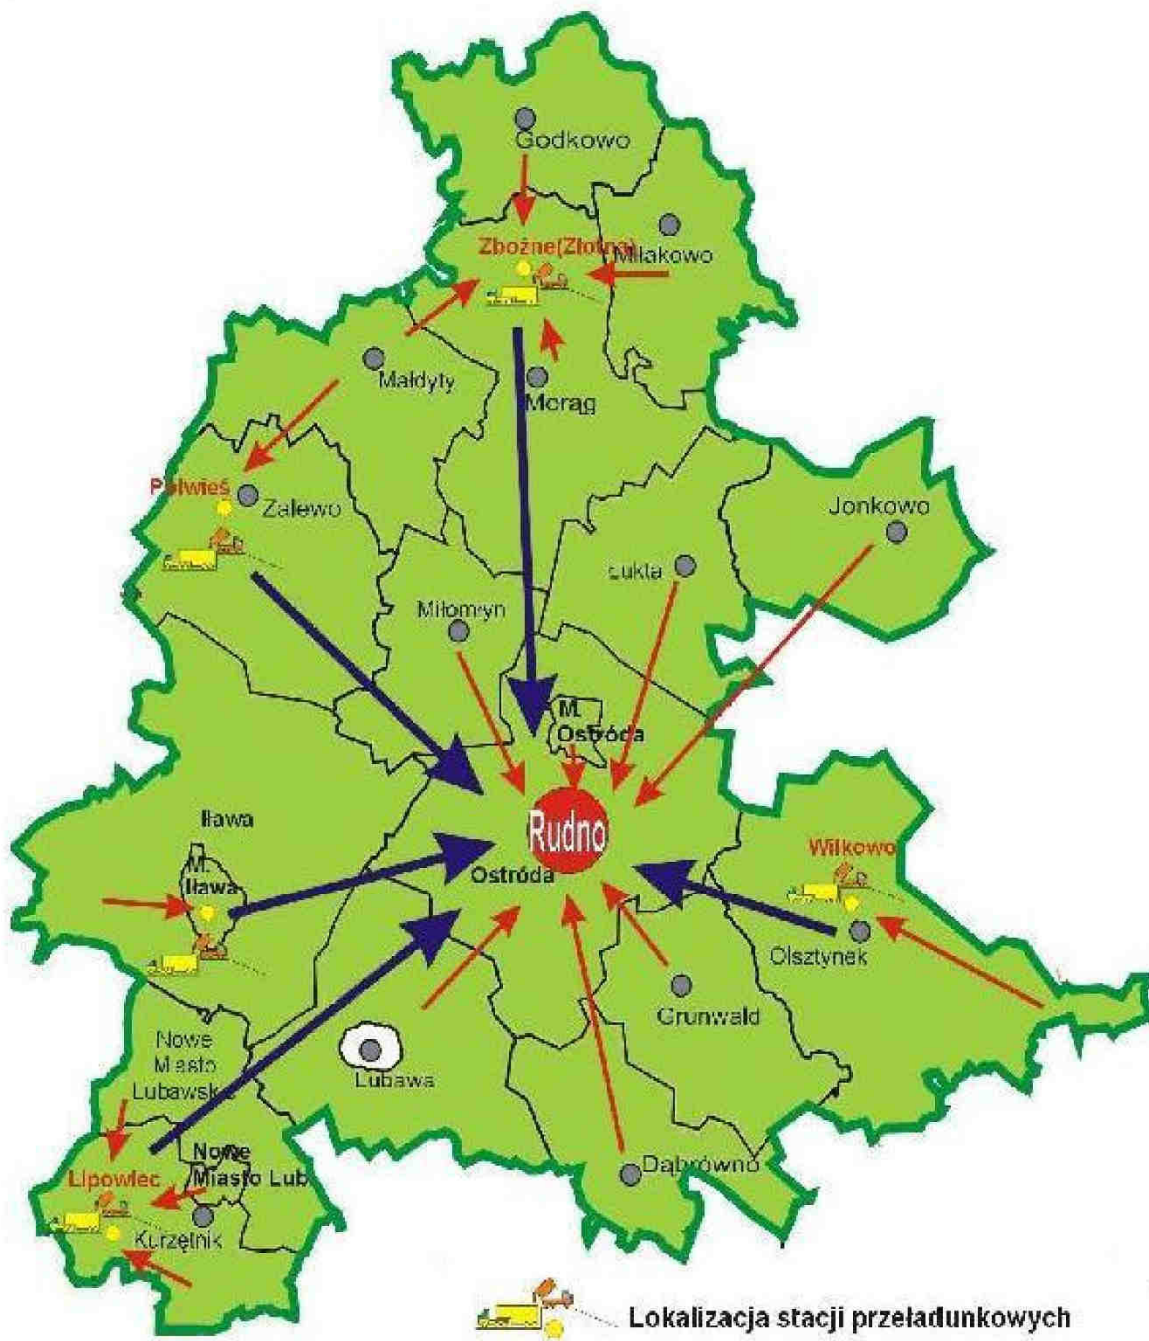 Godkowo
Zbożne(Złotna)
Miłakowo
Małdyty
Morąg
Połwieś
Zalewo
Jonkowo
Łukta
Miłomłyn
M.
Ostróda
Iława
Rudno
Wilkowo
M.
Iława
Ostróda
Olsztynek
Grunwald
Nowe
Miasto
Lubawskie
Lubawa
Nowe
Miasto Lub.
Dąbrówno
Lipowiec
Kurzętnik
Lokalizacja stacji przeładunkowych